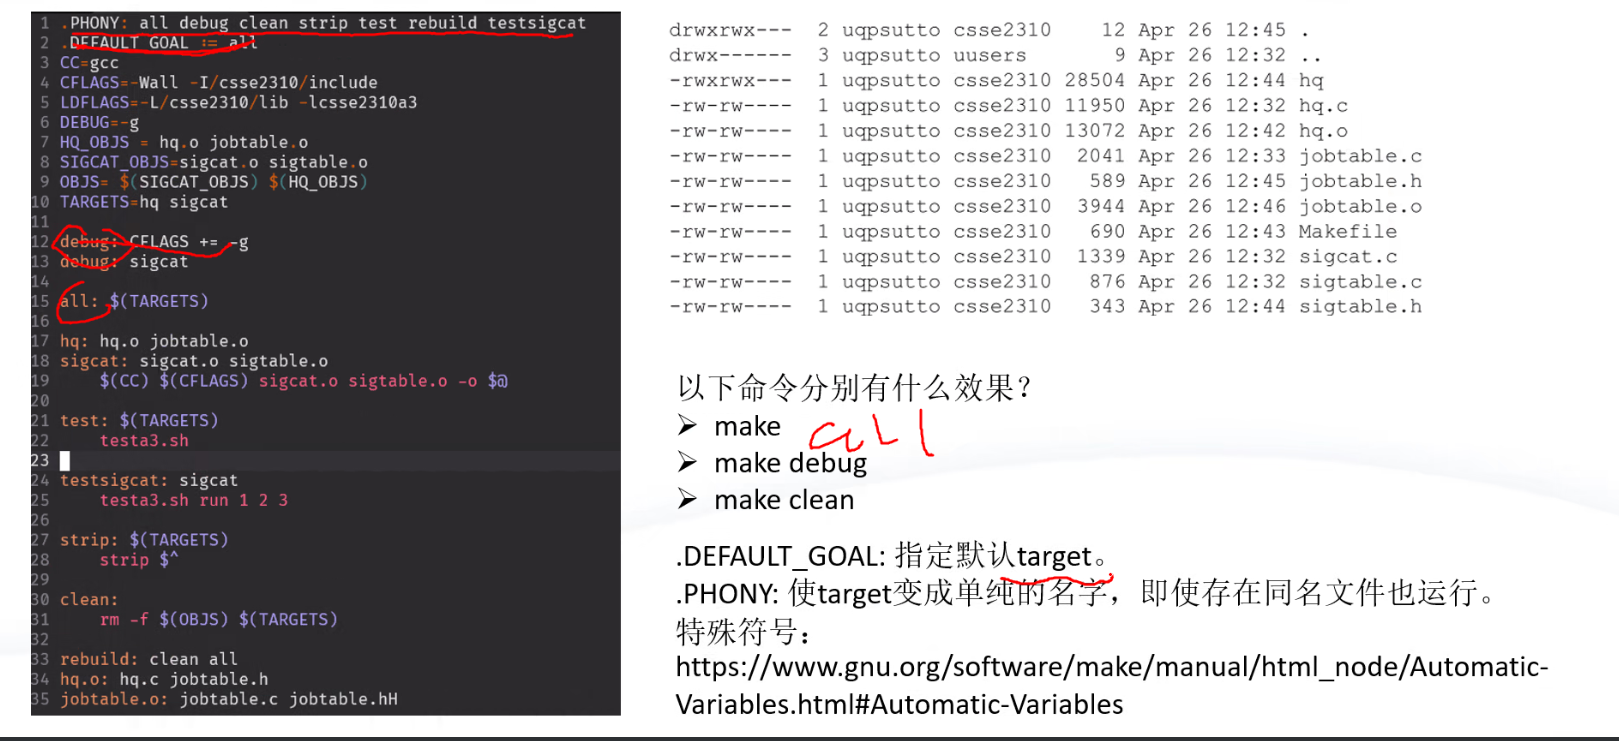 1 .PHONY: all debug clean strip test rebuild testsigcat
2 .DEFAULT_GOAL := all
3 CC=gcc
4 CFLAGS=-Wall -I/csse2310/include
5 LDFLAGS=-L/csse2310/lib -lcsse2310a3
6 DEBUG=-g
7 HQ_OBJS = hq.o jobtable.o
8 SIGCAT_OBJS=sigcat.o sigtable.o
9 OBJS= $(SIGCAT_OBJS) $(HQ_OBJS)
10 TARGETS=hq sigcat
11
12 debug: CFLAGS += -g
13 debug: sigcat
14
15 all: $(TARGETS)
16
17 hq: hq.o jobtable.o
18 sigcat: sigcat.o sigtable.o
19 $(CC) $(CFLAGS) sigcat.o sigtable.o -o $@
20
21 test: $(TARGETS)
22 testa3.sh
23
24 testsigcat: sigcat
25 testa3.sh run 1 2 3
26
27 strip: $(TARGETS)
28 strip $^
29
30 clean:
31 rm -f $(OBJS) $(TARGETS)
32
33 rebuild: clean all
34 hq.o: hq.c jobtable.h
35 jobtable.o: jobtable.c jobtable.hH
drwxrwx--- 2 uqpsutto csse2310 12 Apr 26 12:45 .
drwx------ 3 uqpsutto uusers 9 Apr 26 12:32 ..
-rwxrwx--- 1 uqpsutto csse2310 28504 Apr 26 12:44 hq
-rw-rw---- 1 uqpsutto csse2310 11950 Apr 26 12:32 hq.c
-rw-rw---- 1 uqpsutto csse2310 13072 Apr 26 12:42 hq.o
-rw-rw---- 1 uqpsutto csse2310 2041 Apr 26 12:33 jobtable.c
-rw-rw---- 1 uqpsutto csse2310 589 Apr 26 12:45 jobtable.h
-rw-rw---- 1 uqpsutto csse2310 3944 Apr 26 12:46 jobtable.o
-rw-rw---- 1 uqpsutto csse2310 690 Apr 26 12:43 Makefile
-rw-rw---- 1 uqpsutto csse2310 1339 Apr 26 12:32 sigcat.c
-rw-rw---- 1 uqpsutto csse2310 876 Apr 26 12:32 sigtable.c
-rw-rw---- 1 uqpsutto csse2310 343 Apr 26 12:44 sigtable.h
以下命令分别有什么效果？
➢ make all
➢ make debug
➢ make clean
.DEFAULT_GOAL: 指定默认target。
.PHONY: 使target变成单纯的名字，即使存在同名文件也运行。
特殊符号：
https://www.gnu.org/software/make/manual/html_node/Automatic-
Variables.html#Automatic-Variables